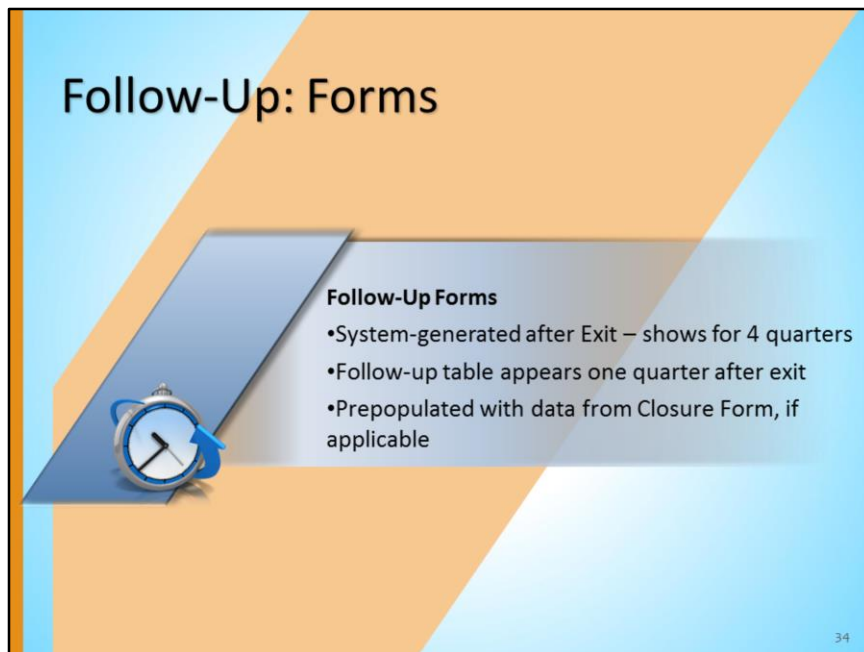 Follow-Up: Forms
Follow-Up Forms
•System-generated after Exit – shows for 4 quarters
•Follow-up table appears one quarter after exit
•Prepopulated with data from Closure Form, if
applicable
34